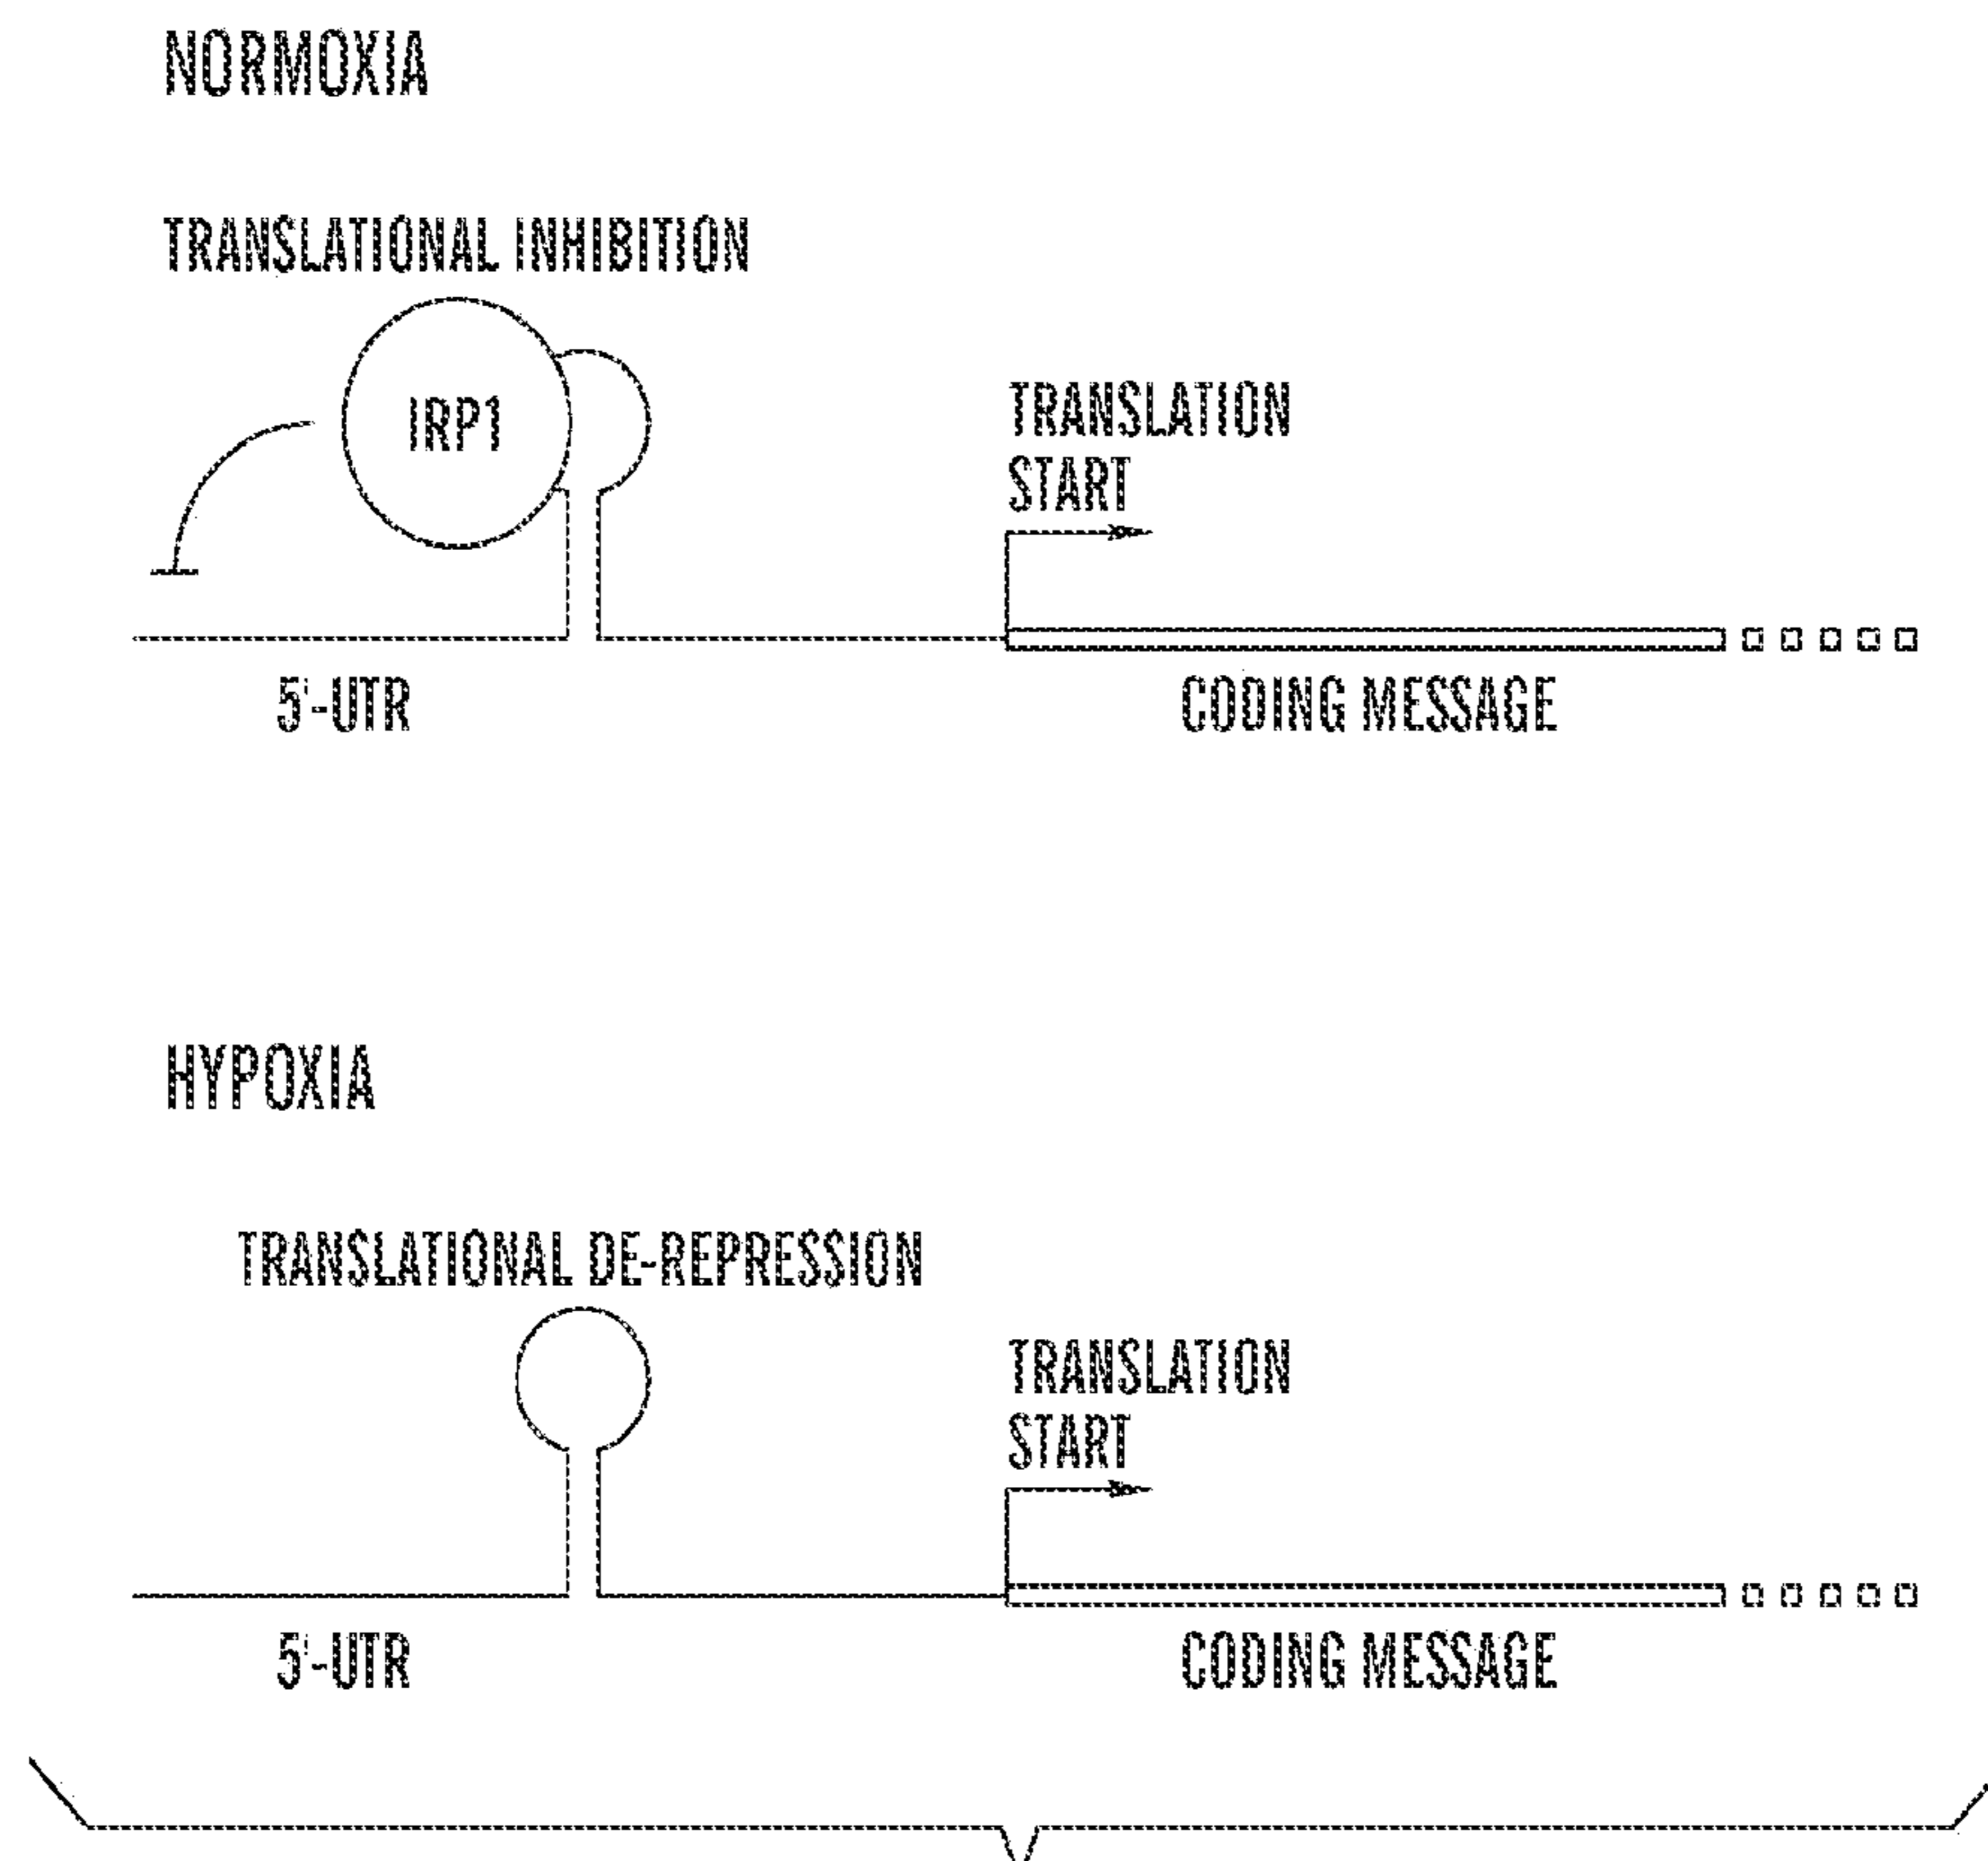 NORMOXIA
TRANSLATIONAL INHIBITION
IRP1
TRANSLATION
START
5'-UTR
CODING MESSAGE
HYPOXIA
TRANSLATIONAL DE-REPRESSION
TRANSLATION
START
5'-UTR
CODING MESSAGE